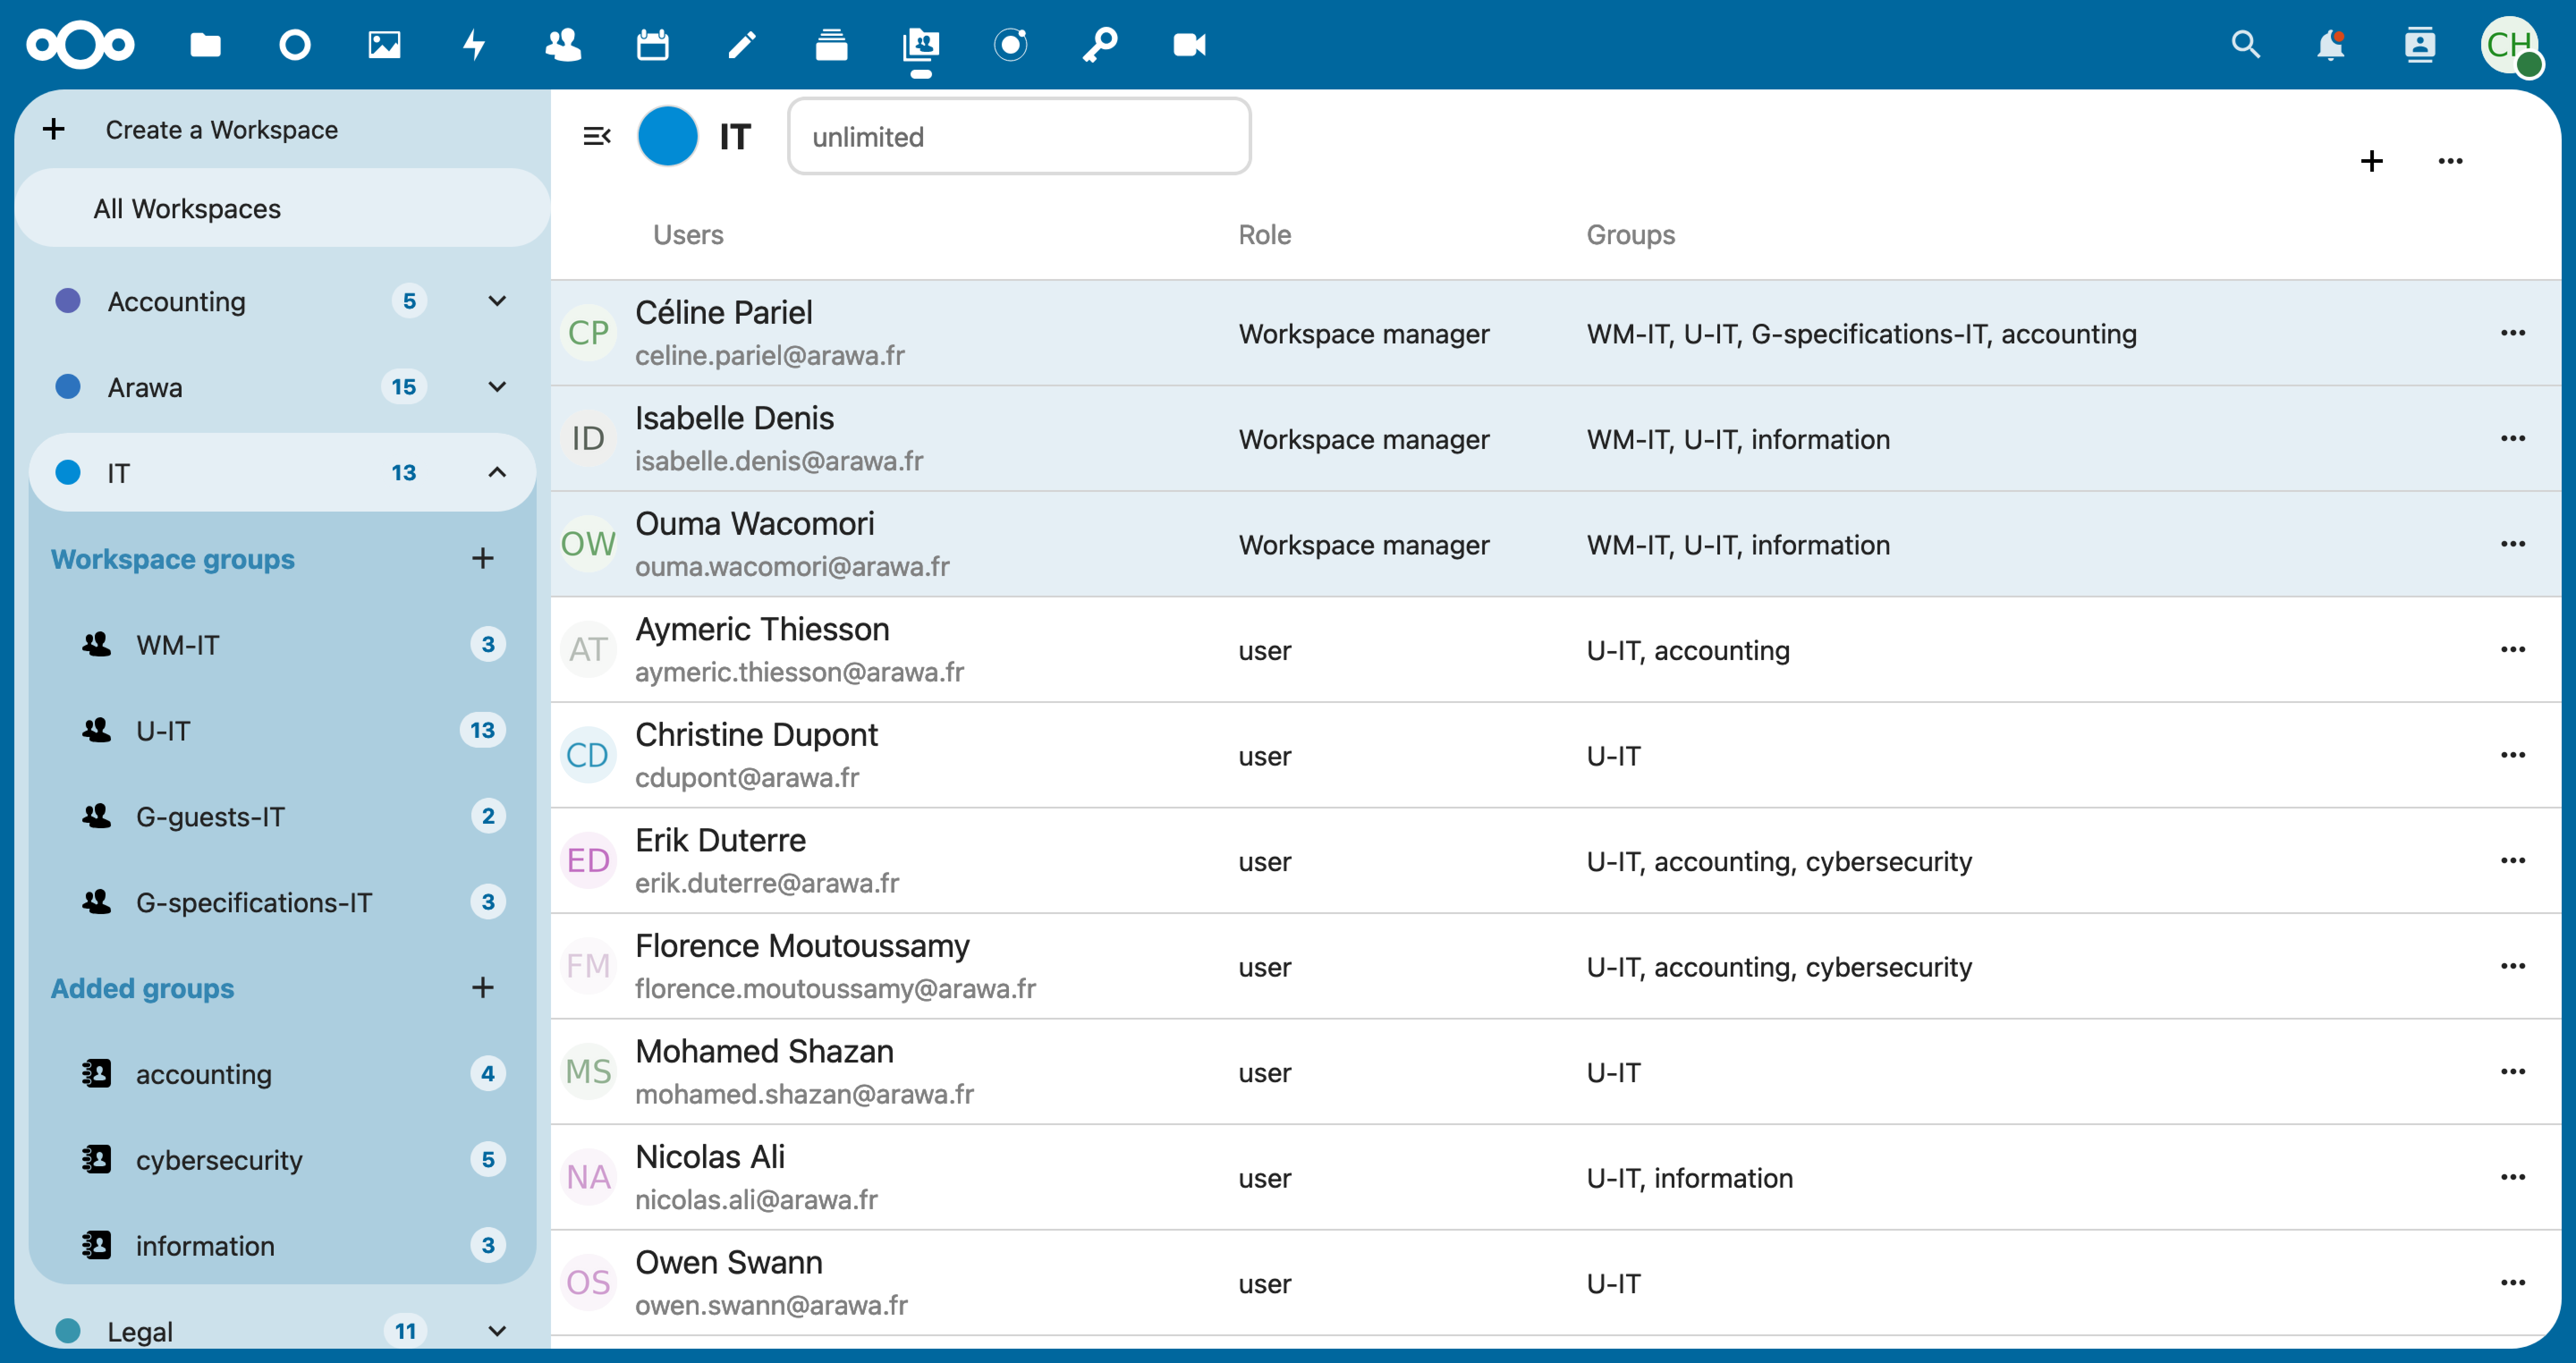 CH
Create a Workspace
All Workspaces
Accounting 5
Arawa 15
IT 13
Workspace groups
WM-IT 3
U-IT 13
G-guests-IT 2
G-specifications-IT 3
Added groups
accounting 4
cybersecurity 5
information 3
Legal 11
IT unlimited
Users Role Groups
CP Céline Pariel
celine.pariel@arawa.fr
Workspace manager WM-IT, U-IT, G-specifications-IT, accounting
ID Isabelle Denis
isabelle.denis@arawa.fr
Workspace manager WM-IT, U-IT, information
OW Ouma Wacomori
ouma.wacomori@arawa.fr
Workspace manager WM-IT, U-IT, information
AT Aymeric Thiesson
aymeric.thiesson@arawa.fr
user U-IT, accounting
CD Christine Dupont
cdupont@arawa.fr
user U-IT
ED Erik Duterre
erik.duterre@arawa.fr
user U-IT, accounting, cybersecurity
FM Florence Moutoussamy
florence.moutoussamy@arawa.fr
user U-IT, accounting, cybersecurity
MS Mohamed Shazan
mohamed.shazan@arawa.fr
user U-IT
NA Nicolas Ali
nicolas.ali@arawa.fr
user U-IT, information
OS Owen Swann
owen.swann@arawa.fr
user U-IT